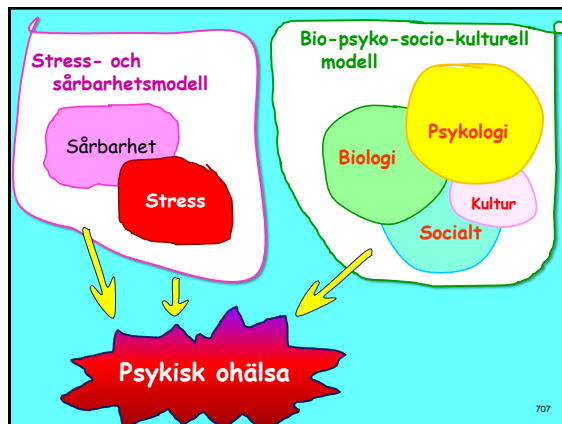 Stress- och
sårbarhetsmodell
Sårbarhet
Stress
Bio-psyko-socio-kulturell
modell
Psykologi
Biologi
Kultur
Socialt
Psykisk ohälsa
707